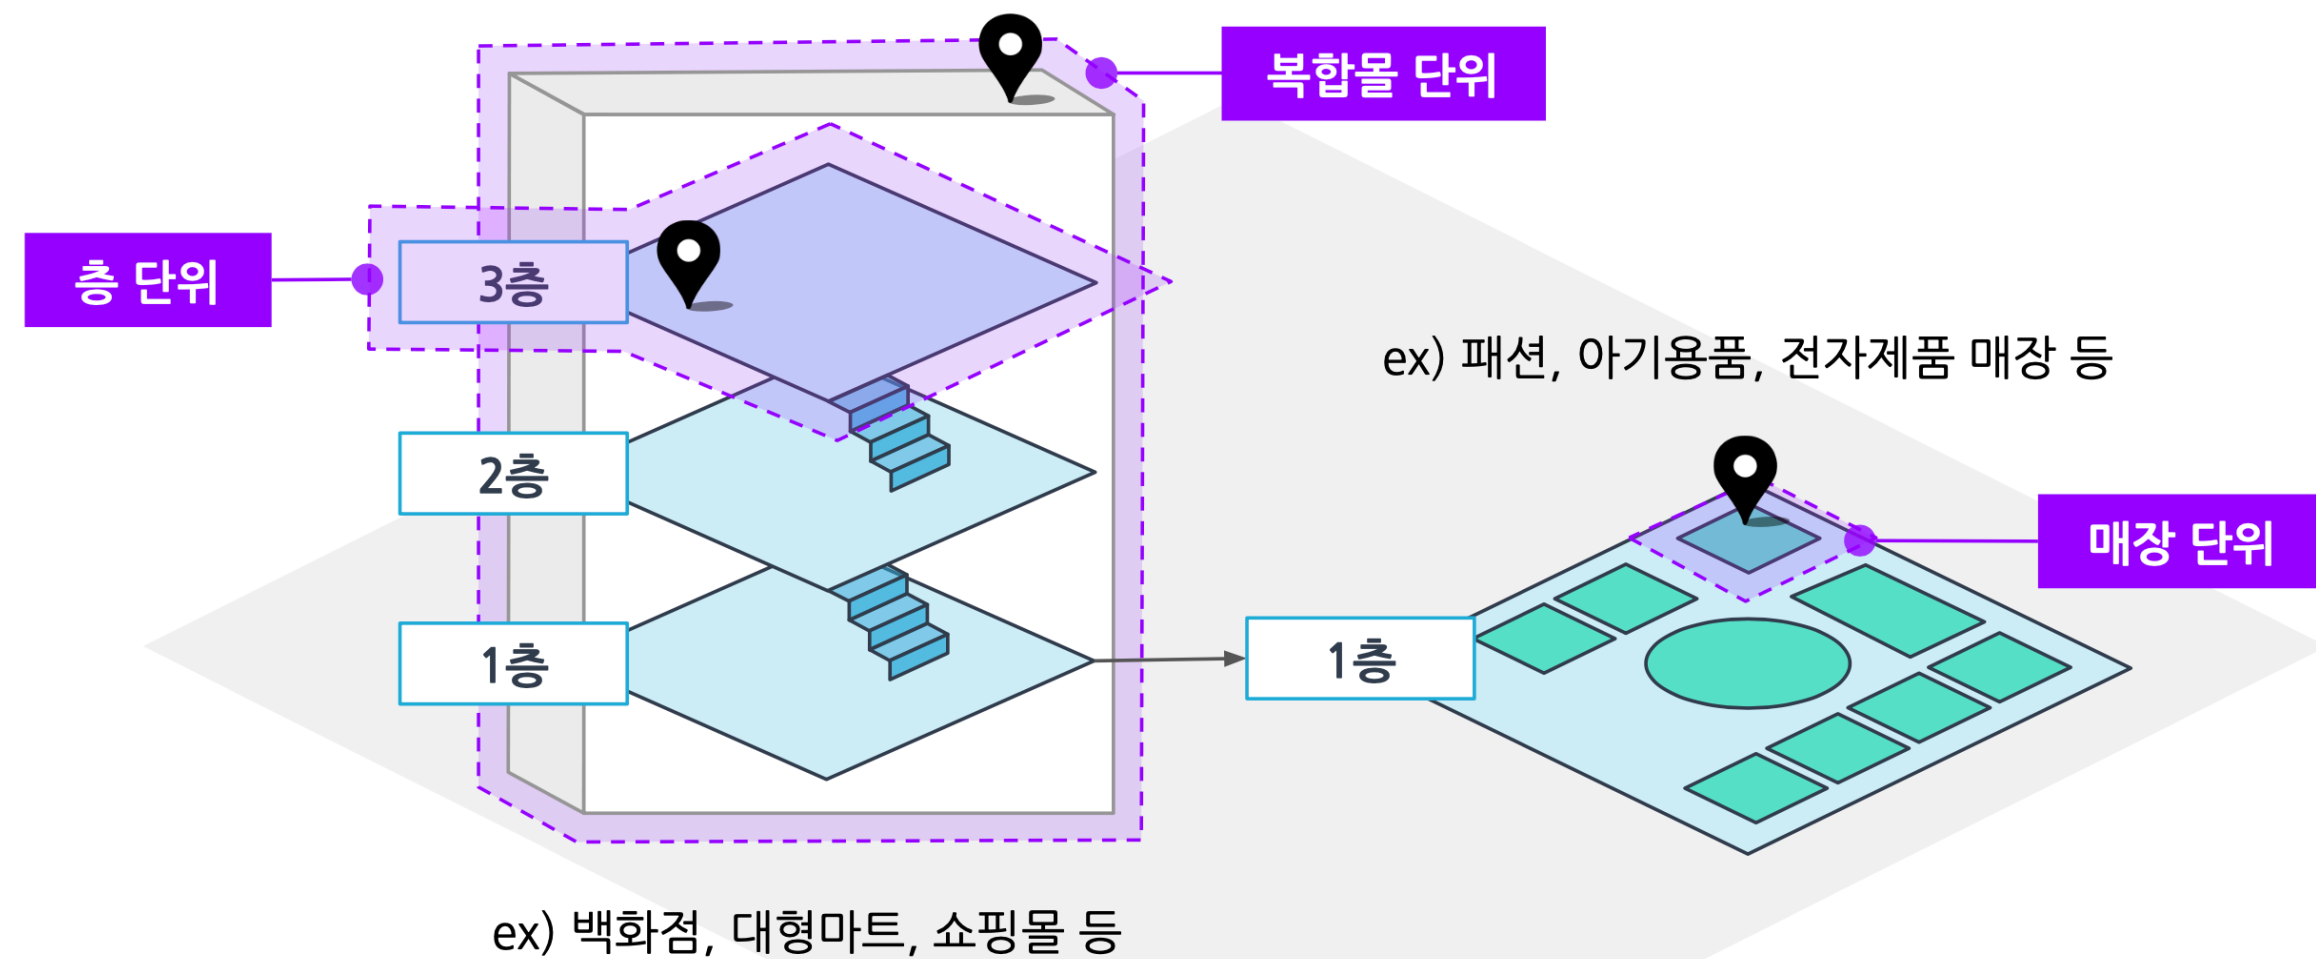 복합몰 단위
층 단위
3층
ex) 패션, 아기용품, 전자제품 매장 등
2층
매장 단위
1층
1층
ex) 백화점, 대형마트, 쇼핑몰 등